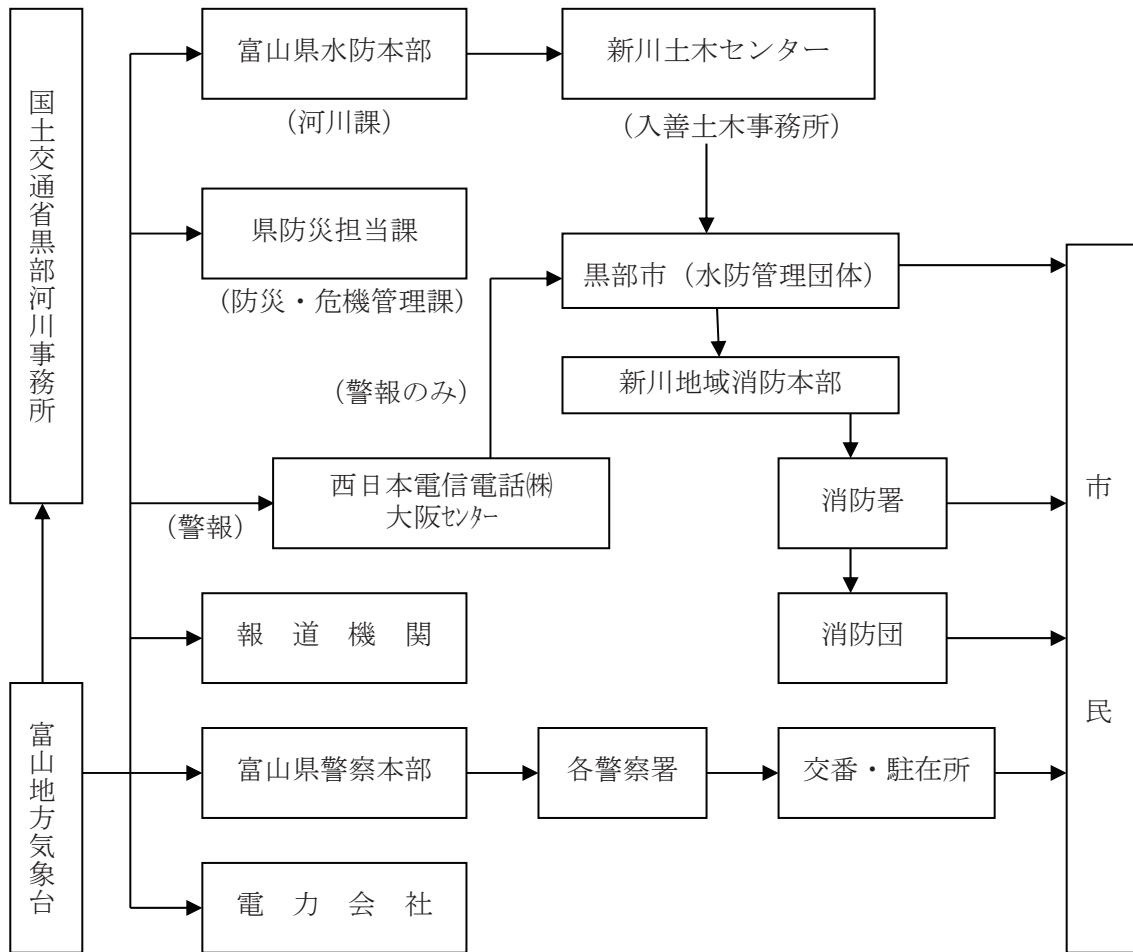 国土交通省黒部河川事務所
富山地方気象台
富山県水防本部
(河川課)
新川土木センター
(入善土木事務所)
県防災担当課
(防災・危機管理課)
黒部市（水防管理団体）
新川地域消防本部
(警報のみ)
西日本電信電話㈱
大阪ｾﾝﾀｰ
(警報)
消防署
消防団
報　道　機　関
富山県警察本部
各警察署
交番・駐在所
電　力　会　社
市　民